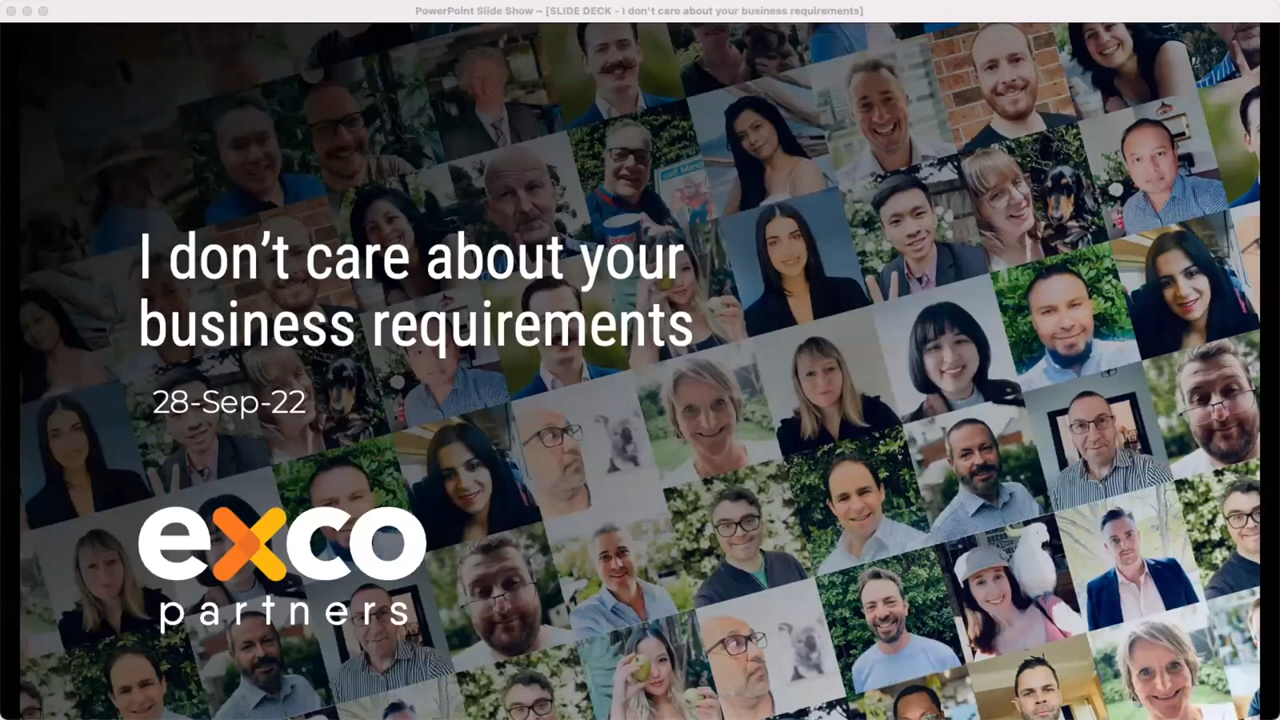 PowerPoint Slide Show – [SLIDE DECK - I don't care about your business requirements]
I don't care about your
business requirements
28-Sep-22
exco
partners